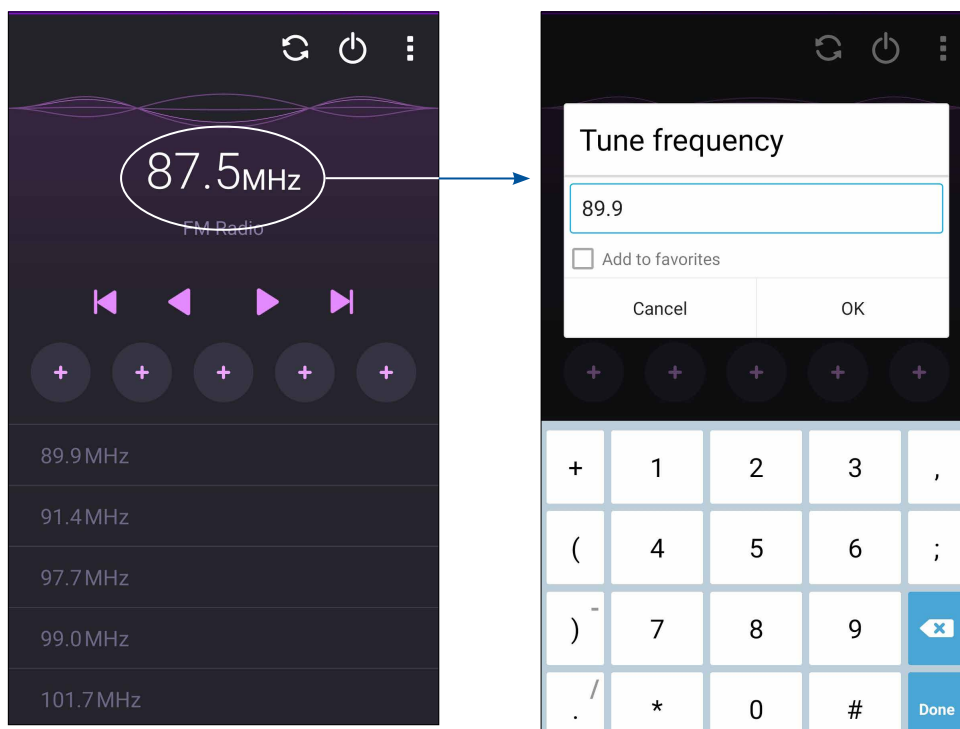 87.5MHz
FM Radio
+ + + + +
89.9MHz
91.4MHz
97.7MHz
99.0MHz
101.7MHz
Tune frequency
89.9
Add to favorites
Cancel OK
+ + + + +
+ 1 2 3 ,
( 4 5 6 ;
) - 7 8 9
. / * 0 # Done